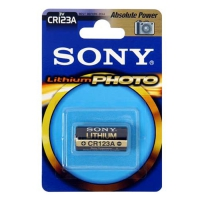 3V
CR123A
Absolute Power
SONY
Lithium PHOTO
SONY
LITHIUM
CR123A